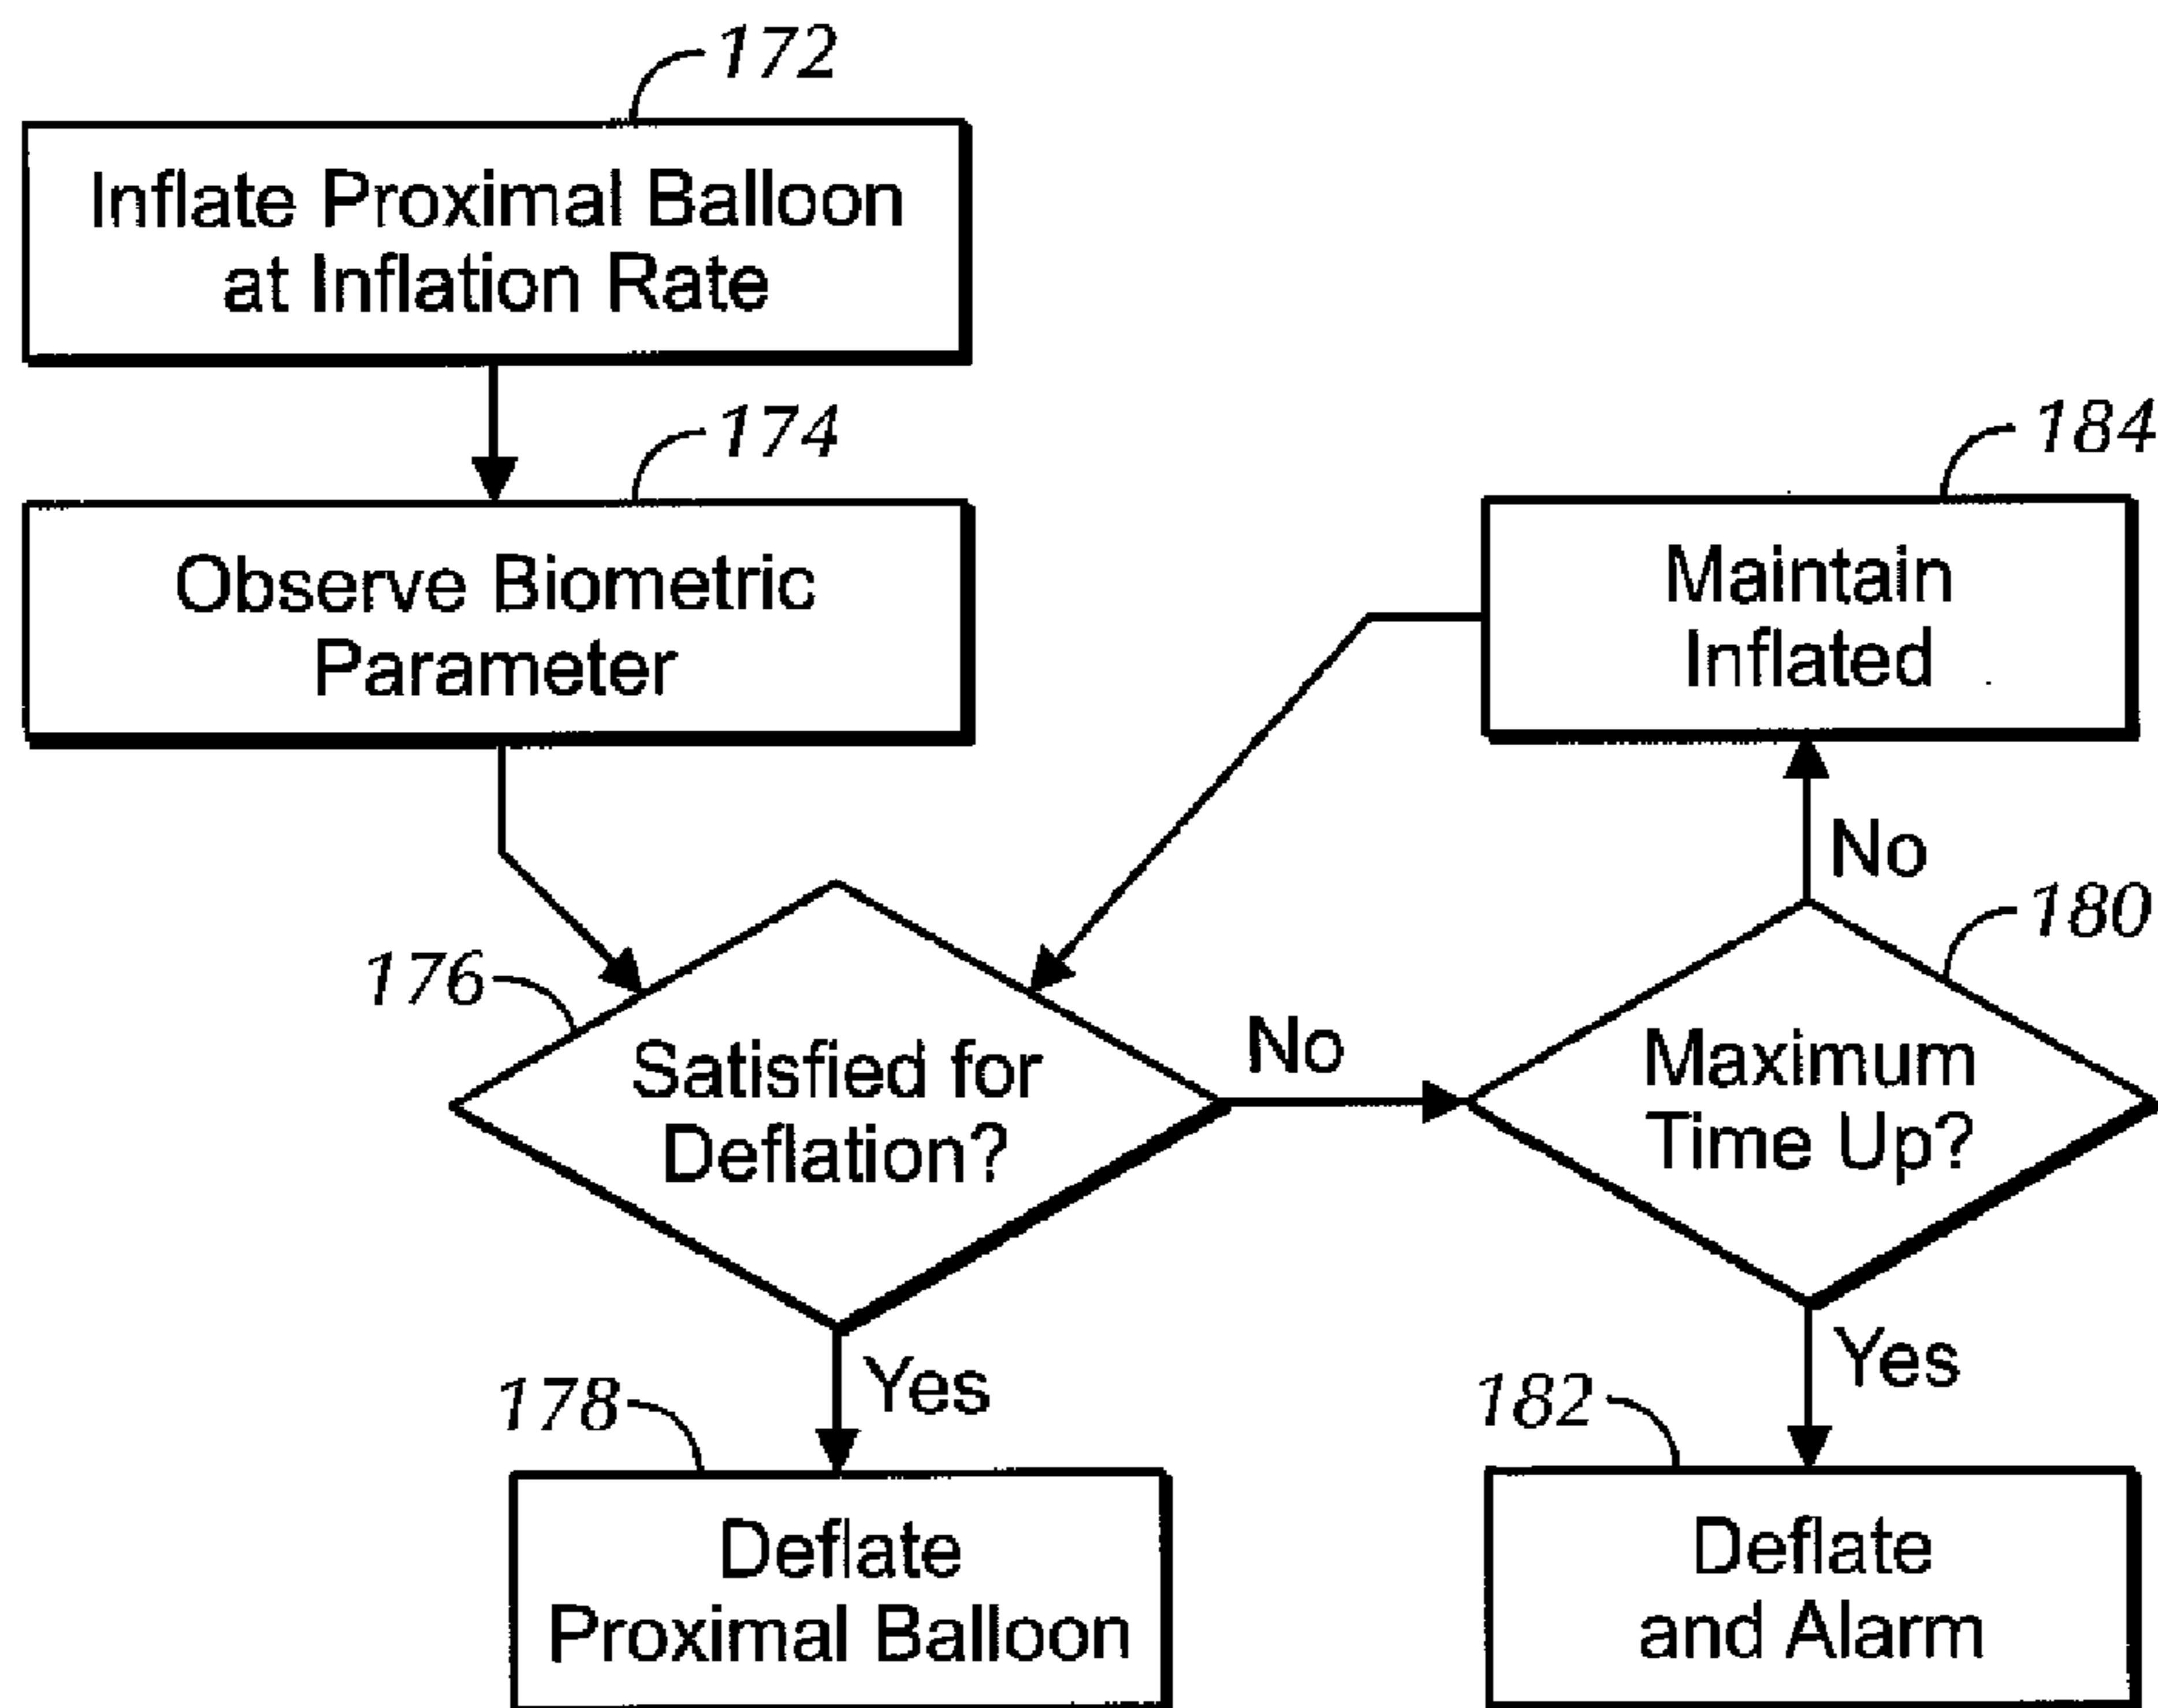 172
Inflate Proximal Balloon
at Inflation Rate
174
Observe Biometric
Parameter
184
Maintain
Inflated
No
180
176
Satisfied for
Deflation?
No
Maximum
Time Up?
Yes
178
Deflate
Proximal Balloon
Yes
182
Deflate
and Alarm